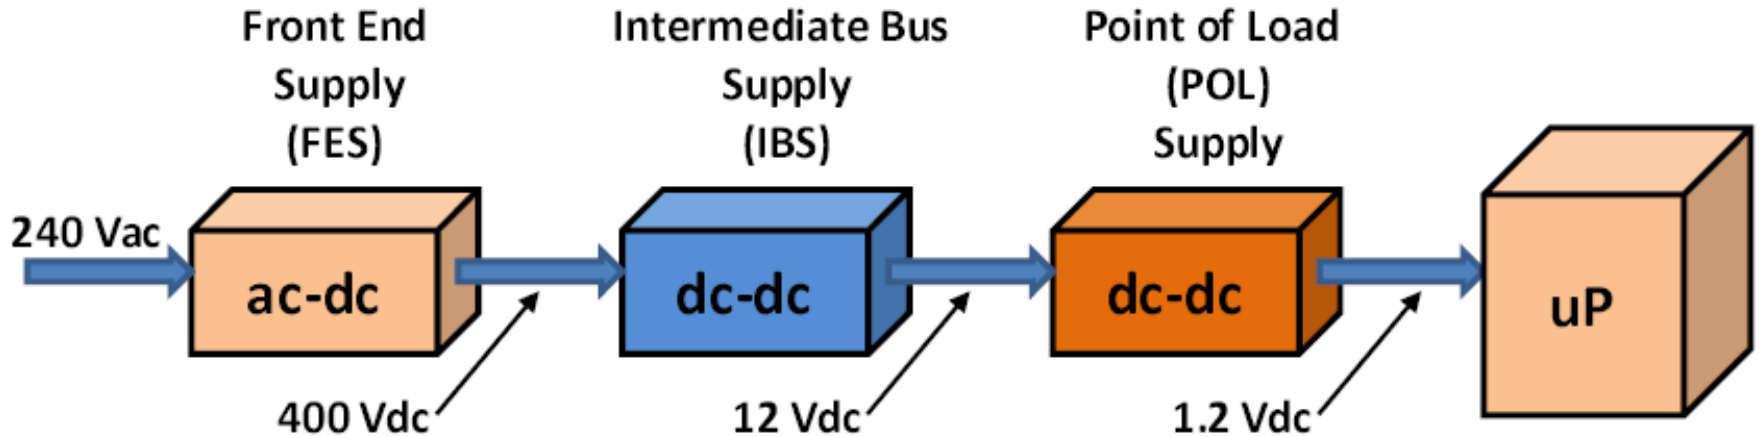 Front End
Supply
(FES)
Intermediate Bus
Supply
(IBS)
Point of Load
(POL)
Supply
240 Vac
ac-dc
dc-dc
dc-dc
uP
400 Vdc
12 Vdc
1.2 Vdc